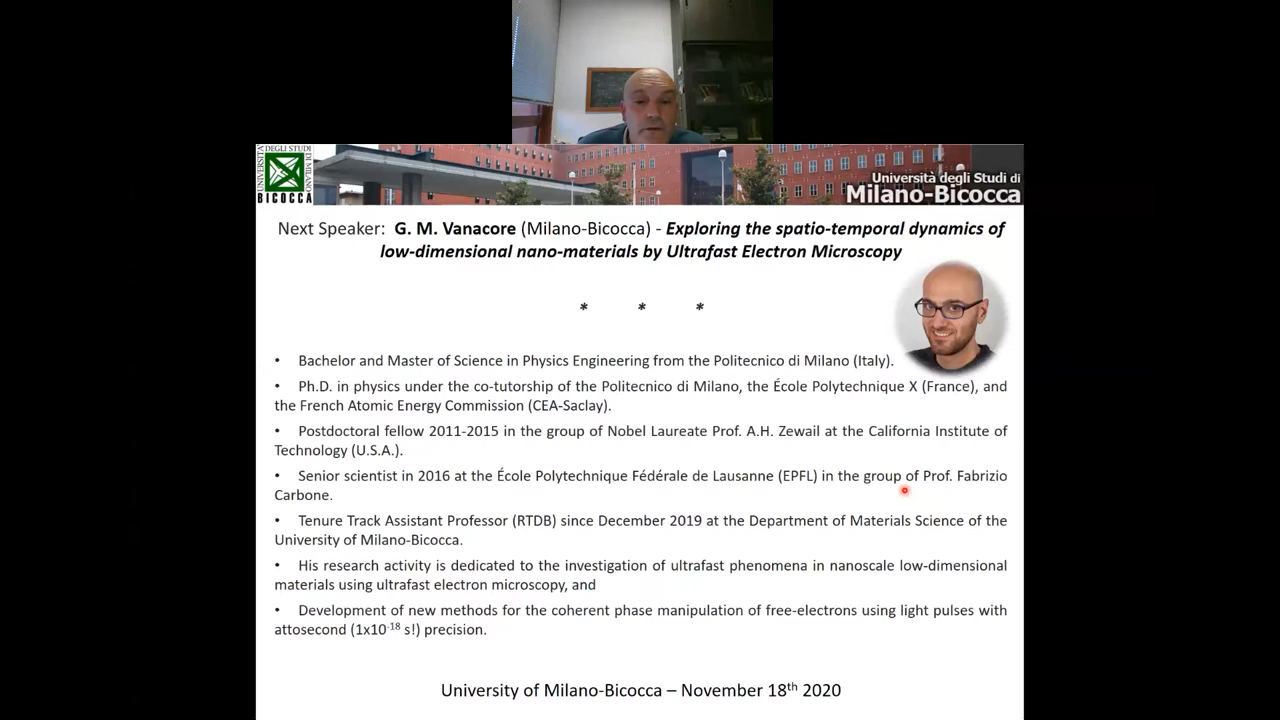 UNIVERSITÀ
DEGLI STUDI
DI MILANO
BICOCCA
Università degli Studi di
Milano-Bicocca
Next Speaker: G. M. Vanacore (Milano-Bicocca) - Exploring the spatio-temporal dynamics of
low-dimensional nano-materials by Ultrafast Electron Microscopy
* * *
• Bachelor and Master of Science in Physics Engineering from the Politecnico di Milano (Italy).
• Ph.D. in physics under the co-tutorship of the Politecnico di Milano, the École Polytechnique X (France), and
the French Atomic Energy Commission (CEA-Saclay).
• Postdoctoral fellow 2011-2015 in the group of Nobel Laureate Prof. A.H. Zewail at the California Institute of
Technology (U.S.A.).
• Senior scientist in 2016 at the École Polytechnique Fédérale de Lausanne (EPFL) in the group of Prof. Fabrizio
Carbone.
• Tenure Track Assistant Professor (RTDB) since December 2019 at the Department of Materials Science of the
University of Milano-Bicocca.
• His research activity is dedicated to the investigation of ultrafast phenomena in nanoscale low-dimensional
materials using ultrafast electron microscopy, and
• Development of new methods for the coherent phase manipulation of free-electrons using light pulses with
attosecond (1x10⁻¹⁸ s!) precision.
University of Milano-Bicocca – November 18th 2020